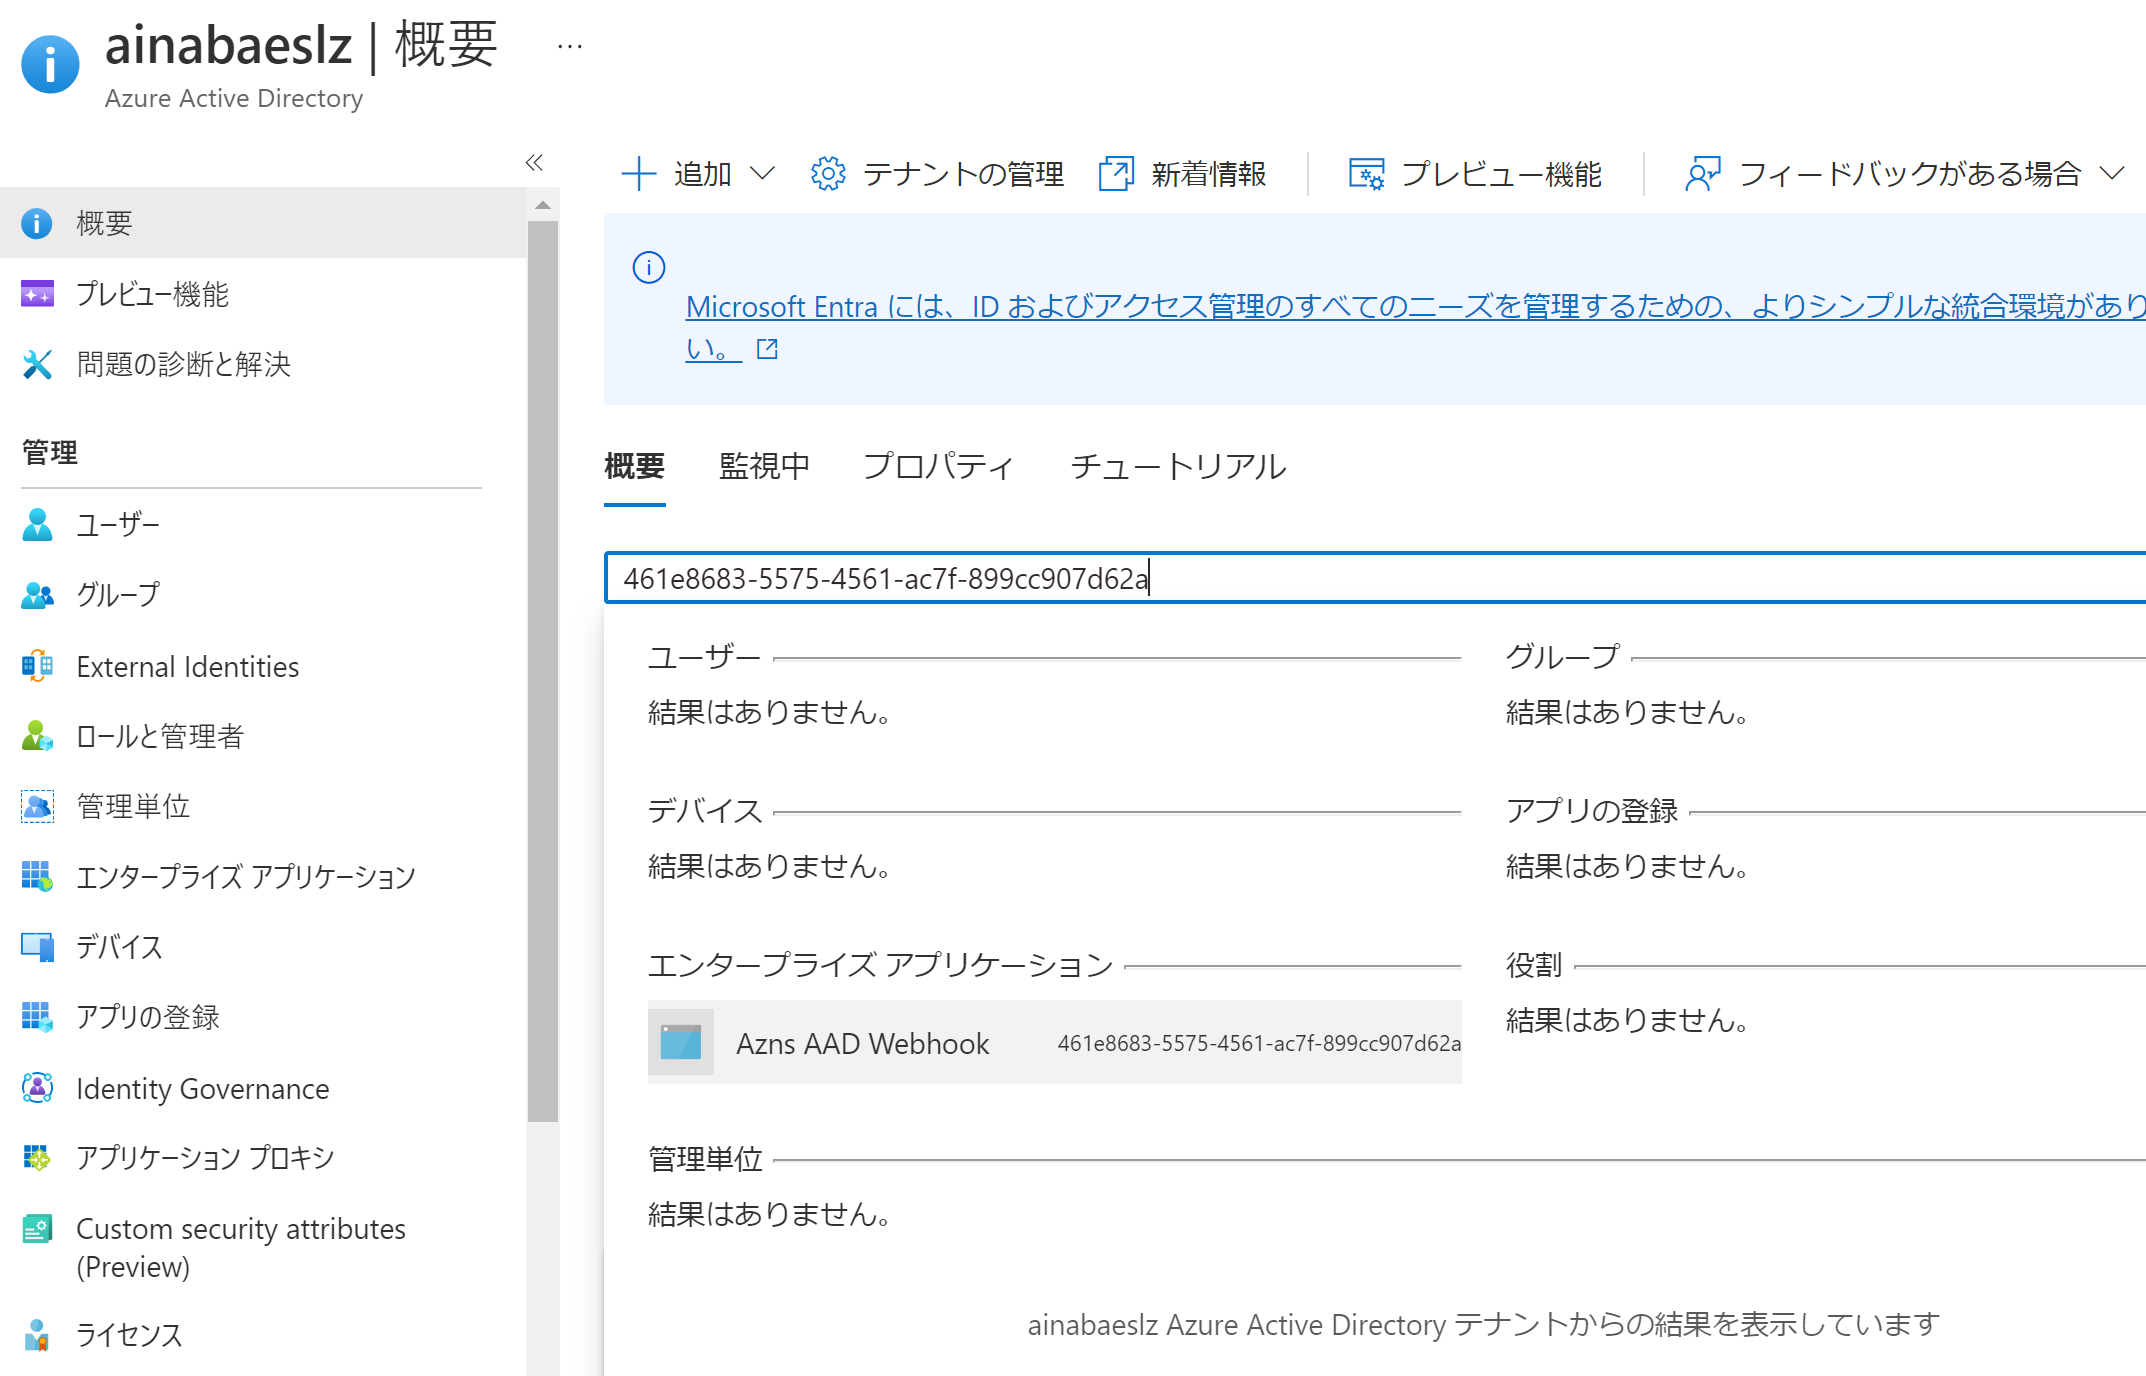 ainabaeslz | 概要 …
Azure Active Directory
«
概要
プレビュー機能
問題の診断と解決
管理
ユーザー
グループ
External Identities
ロールと管理者
管理単位
エンタープライズ アプリケーション
デバイス
アプリの登録
Identity Governance
アプリケーション プロキシ
Custom security attributes
(Preview)
ライセンス
追加 テナントの管理 新着情報 プレビュー機能 フィードバックがある場合
Microsoft Entra には、ID およびアクセス管理のすべてのニーズを管理するための、よりシンプルな統合環境があり
い。
概要 監視中 プロパティ チュートリアル
461e8683-5575-4561-ac7f-899cc907d62a
ユーザー
結果はありません。
グループ
結果はありません。
デバイス
結果はありません。
アプリの登録
結果はありません。
エンタープライズ アプリケーション
Azns AAD Webhook 461e8683-5575-4561-ac7f-899cc907d62a
役割
結果はありません。
管理単位
結果はありません。
ainabaeslz Azure Active Directory テナントからの結果を表示しています